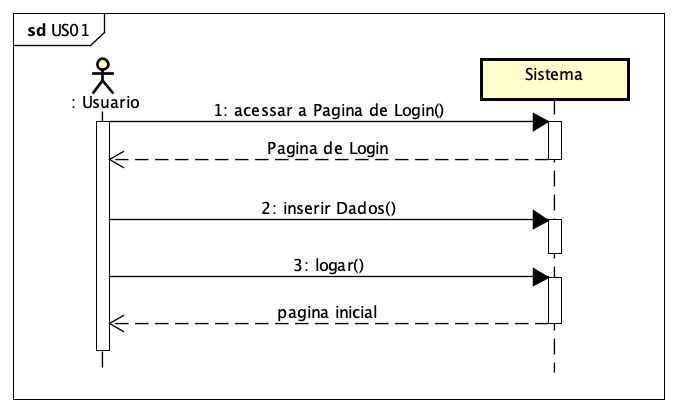 sd US01
: Usuario
Sistema
1: acessar a Pagina de Login()
Pagina de Login
2: inserir Dados()
3: logar()
pagina inicial